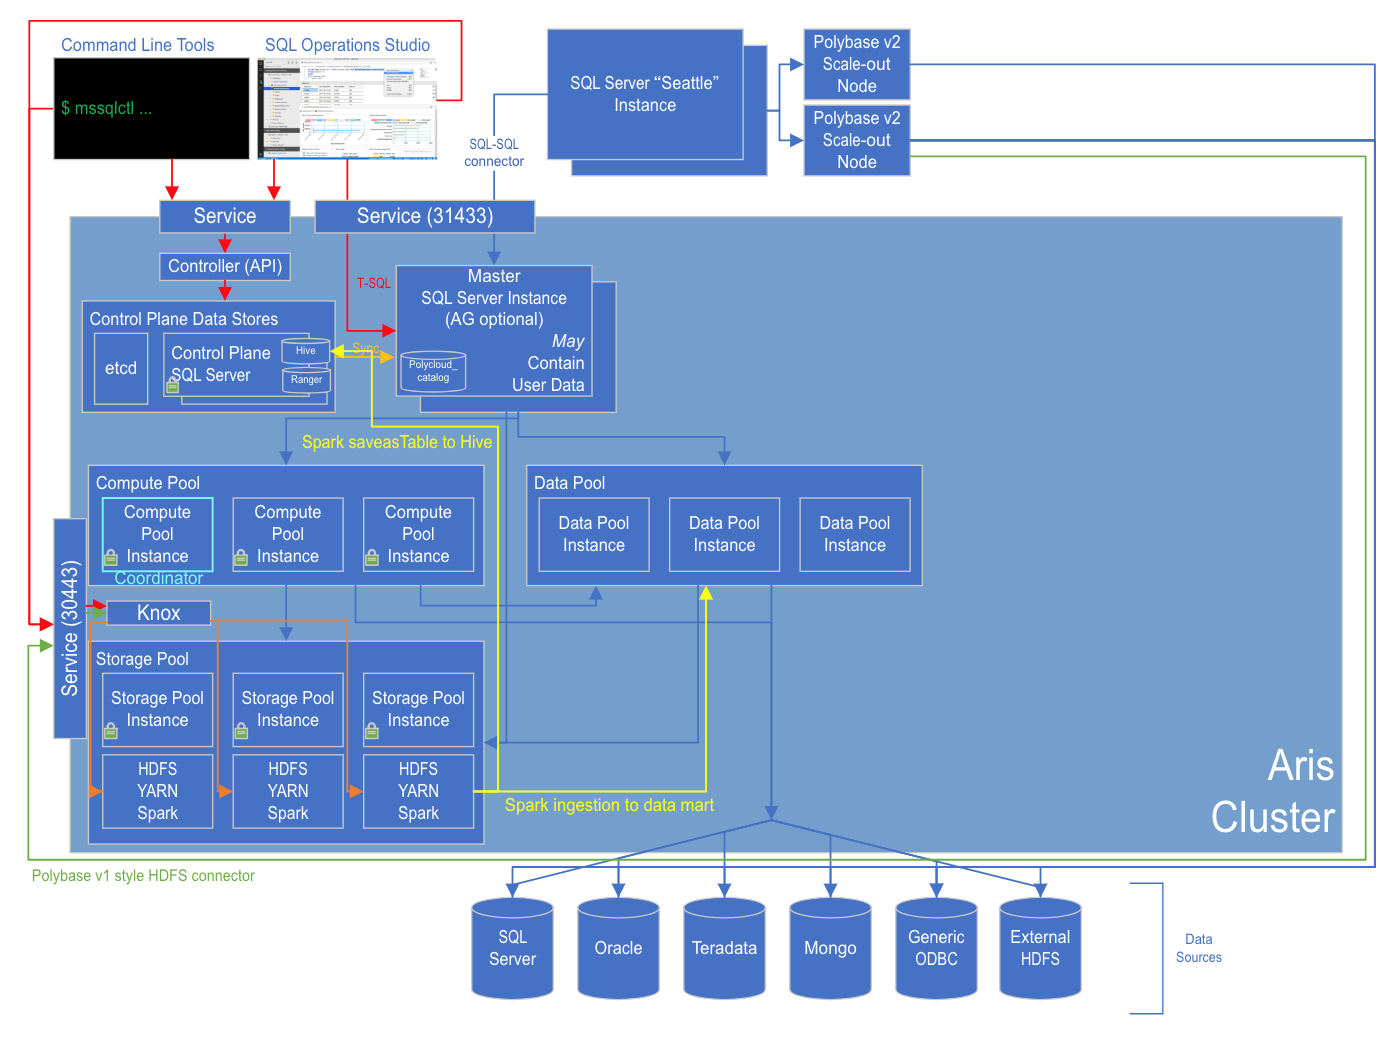 Command Line Tools
SQL Operations Studio
$ mssqlctl ...
SQL Server “Seattle”
Instance
Polybase v2
Scale-out
Node
Polybase v2
Scale-out
Node
SQL-SQL
connector
Service
Service (31433)
Controller (API)
T-SQL
Master
SQL Server Instance
(AG optional)
May
Contain
User Data
Polycloud_
catalog
Sync
Control Plane Data Stores
etcd
Control Plane
SQL Server
Hive
Ranger
Spark saveasTable to Hive
Compute Pool
Compute
Pool
Instance
Compute
Pool
Instance
Compute
Pool
Instance
Coordinator
Data Pool
Data Pool
Instance
Data Pool
Instance
Data Pool
Instance
Service (30443)
Knox
Storage Pool
Storage Pool
Instance
Storage Pool
Instance
Storage Pool
Instance
HDFS
YARN
Spark
HDFS
YARN
Spark
HDFS
YARN
Spark
Spark ingestion to data mart
Aris
Cluster
Polybase v1 style HDFS connector
SQL
Server
Oracle
Teradata
Mongo
Generic
ODBC
External
HDFS
Data
Sources